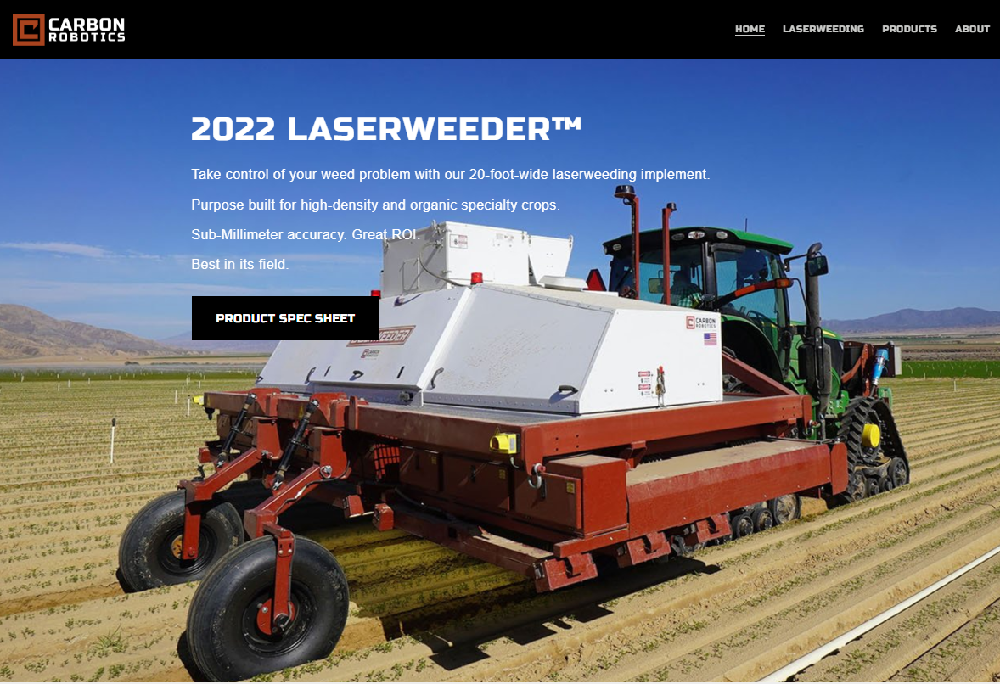 CARBON
ROBOTICS
HOME
LASERWEEDING
PRODUCTS
ABOUT
2022 LASERWEEDER™
Take control of your weed problem with our 20-foot-wide laserweeding implement.
Purpose built for high-density and organic specialty crops.
Sub-Millimeter accuracy. Great ROI.
Best in its field.
PRODUCT SPEC SHEET
CARBON
ROBOTICS